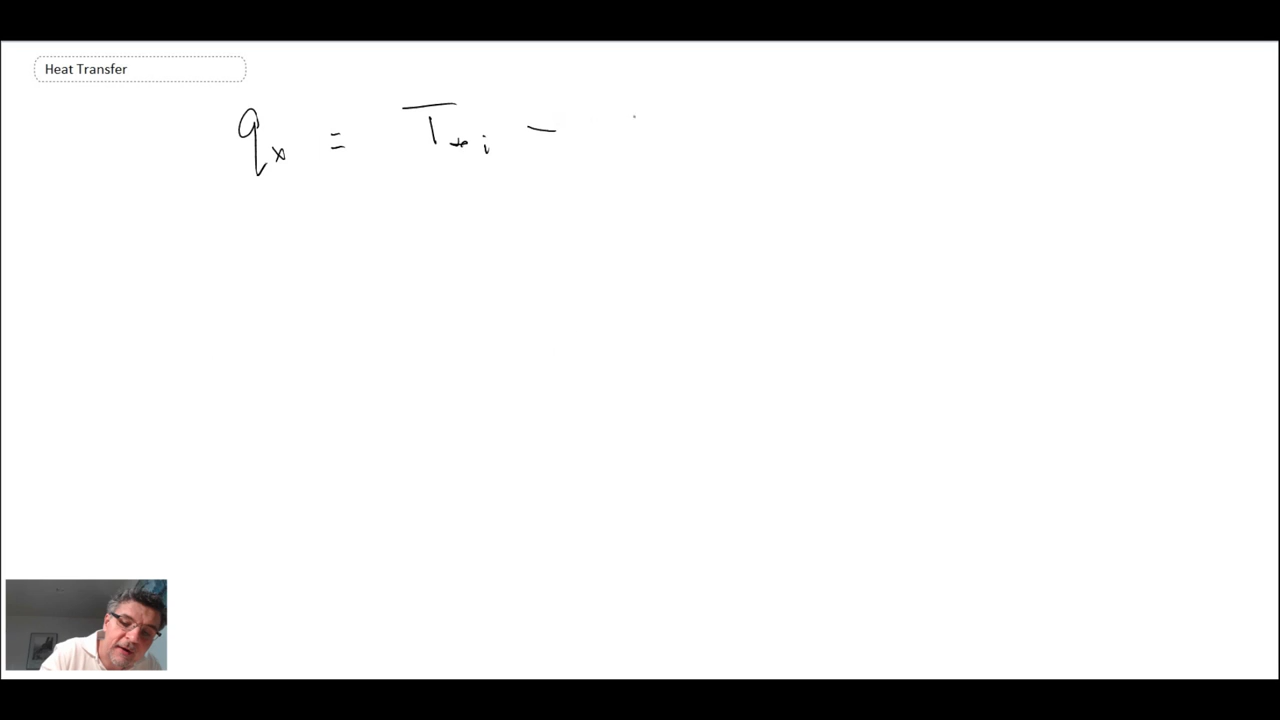 Heat Transfer
qₓ = T∞ᵢ −